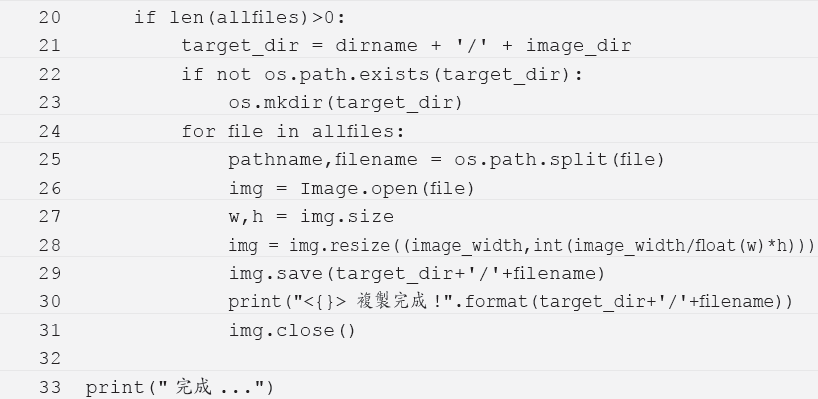 20      if len(allfiles)>0:
21          target_dir = dirname + '/' + image_dir
22          if not os.path.exists(target_dir):
23              os.mkdir(target_dir)
24          for file in allfiles:
25              pathname,filename = os.path.split(file)
26              img = Image.open(file)
27              w,h = img.size
28              img = img.resize((image_width,int(image_width/float(w)*h)))
29              img.save(target_dir+'/'+filename)
30              print("<{}> 複製完成!".format(target_dir+'/'+filename))
31              img.close()
32
33  print("完成...")